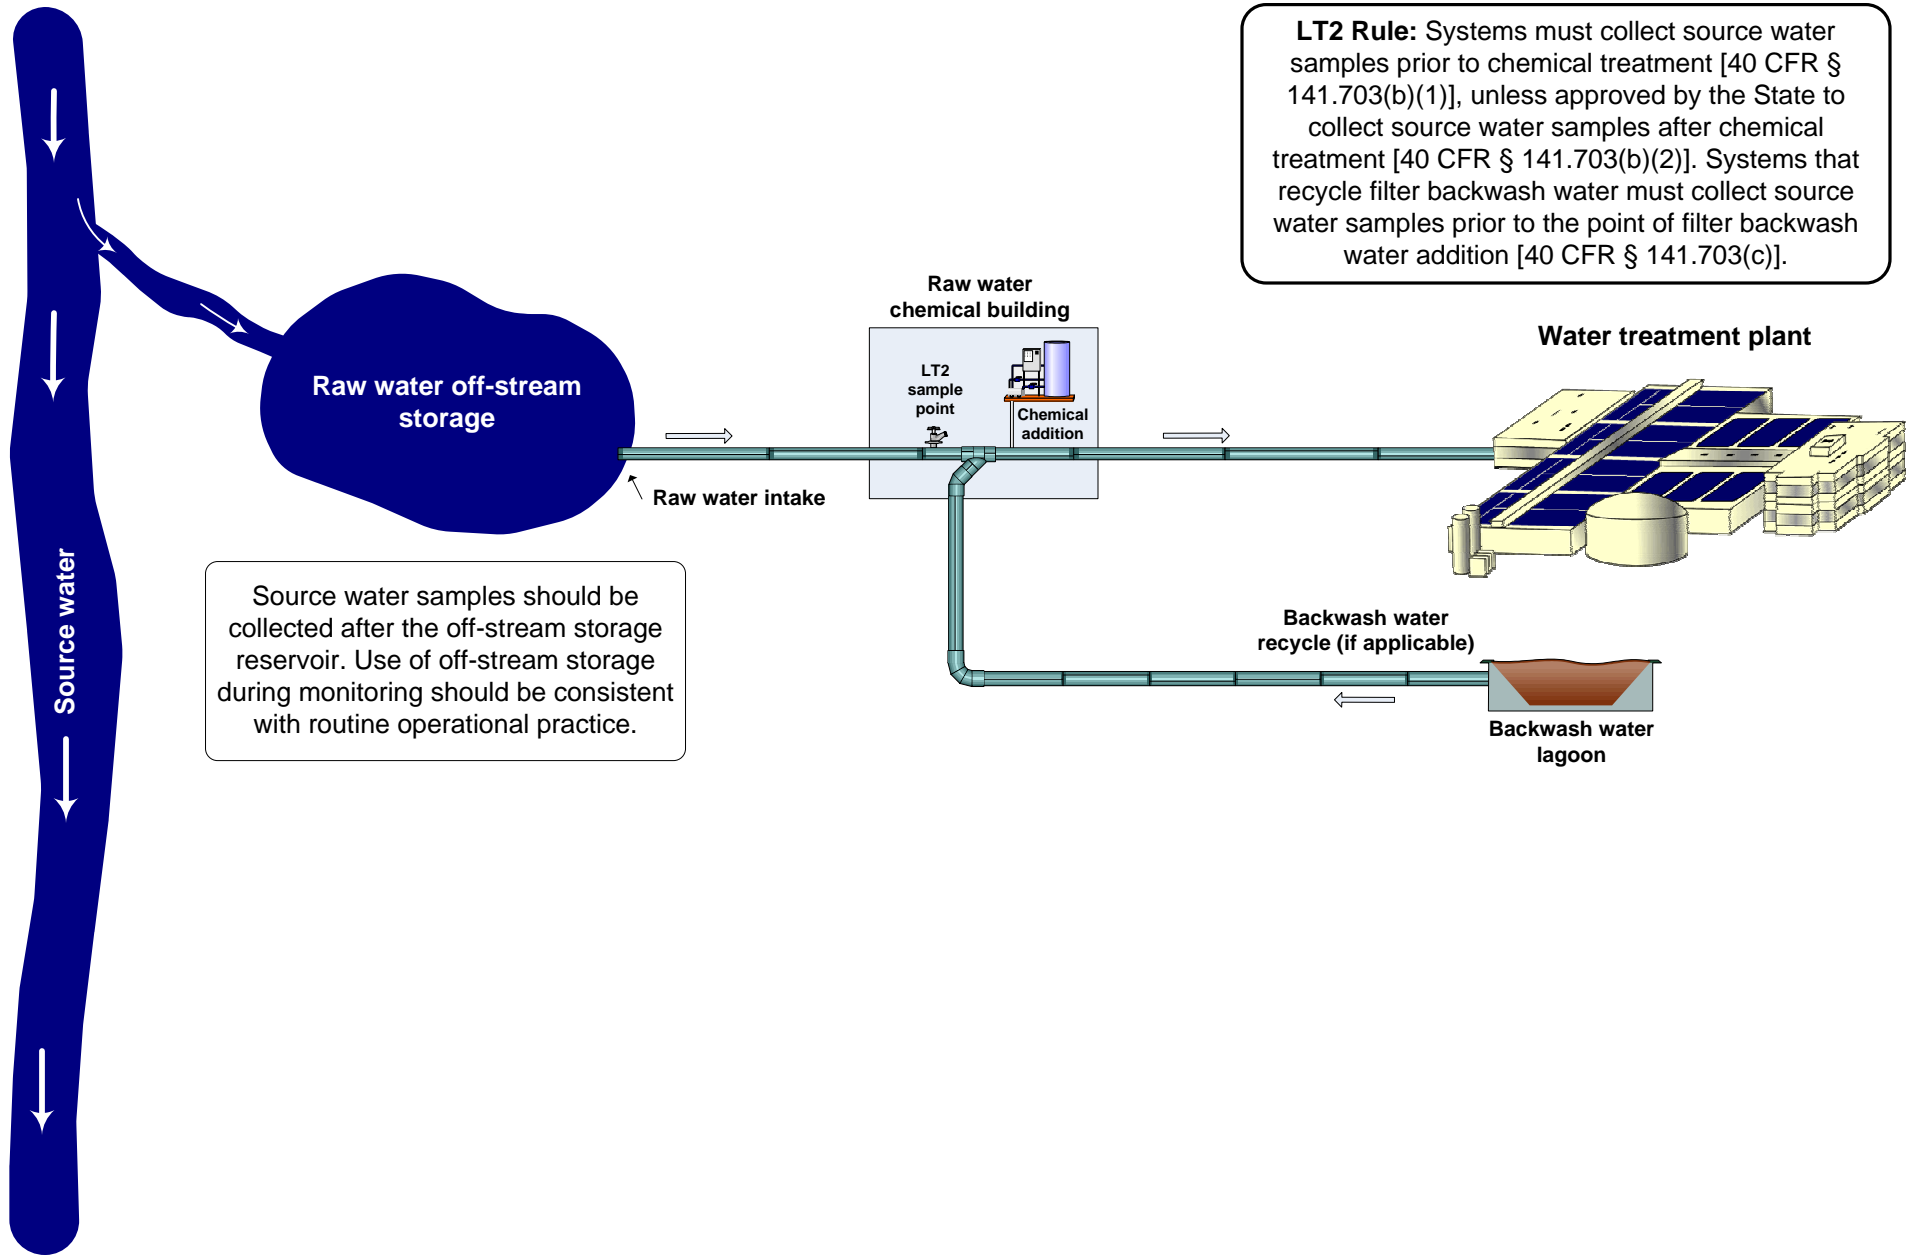 LT2 Rule: Systems must collect source water
samples prior to chemical treatment [40 CFR §
141.703(b)(1)], unless approved by the State to
collect source water samples after chemical
treatment [40 CFR § 141.703(b)(2)]. Systems that
recycle filter backwash water must collect source
water samples prior to the point of filter backwash
water addition [40 CFR § 141.703(c)].
Raw water
chemical building
Water treatment plant
Raw water off-stream
storage
LT2
sample
point
Chemical
addition
Raw water intake
Source water
Source water samples should be
collected after the off-stream storage
reservoir. Use of off-stream storage
during monitoring should be consistent
with routine operational practice.
Backwash water
recycle (if applicable)
Backwash water
lagoon